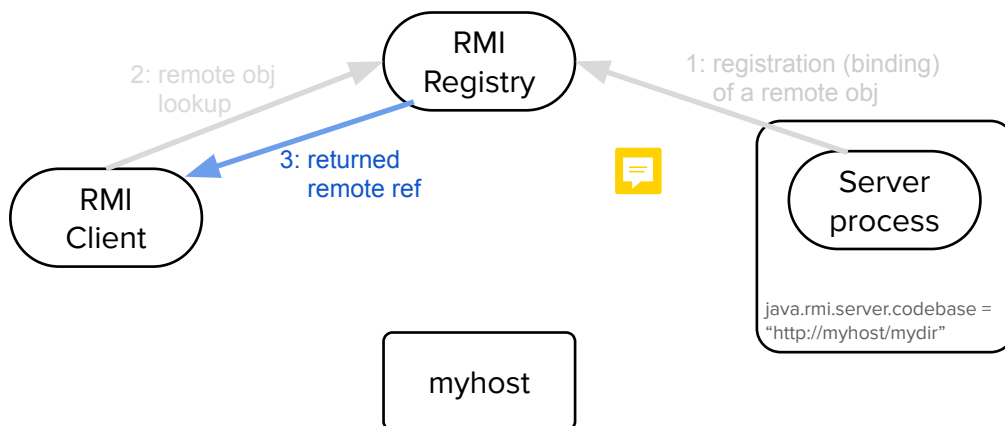 RMI
Registry
2: remote obj
lookup
1: registration (binding)
of a remote obj
3: returned
remote ref
RMI
Client
Server
process
java.rmi.server.codebase =
“http://myhost/mydir”
myhost